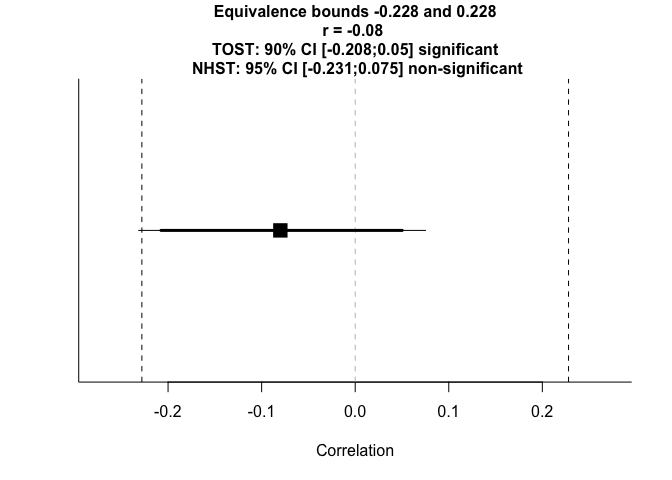 Equivalence bounds -0.228 and 0.228
r = -0.08
TOST: 90% CI [-0.208;0.05] significant
NHST: 95% CI [-0.231;0.075] non-significant
-0.2 -0.1 0.0 0.1 0.2
Correlation